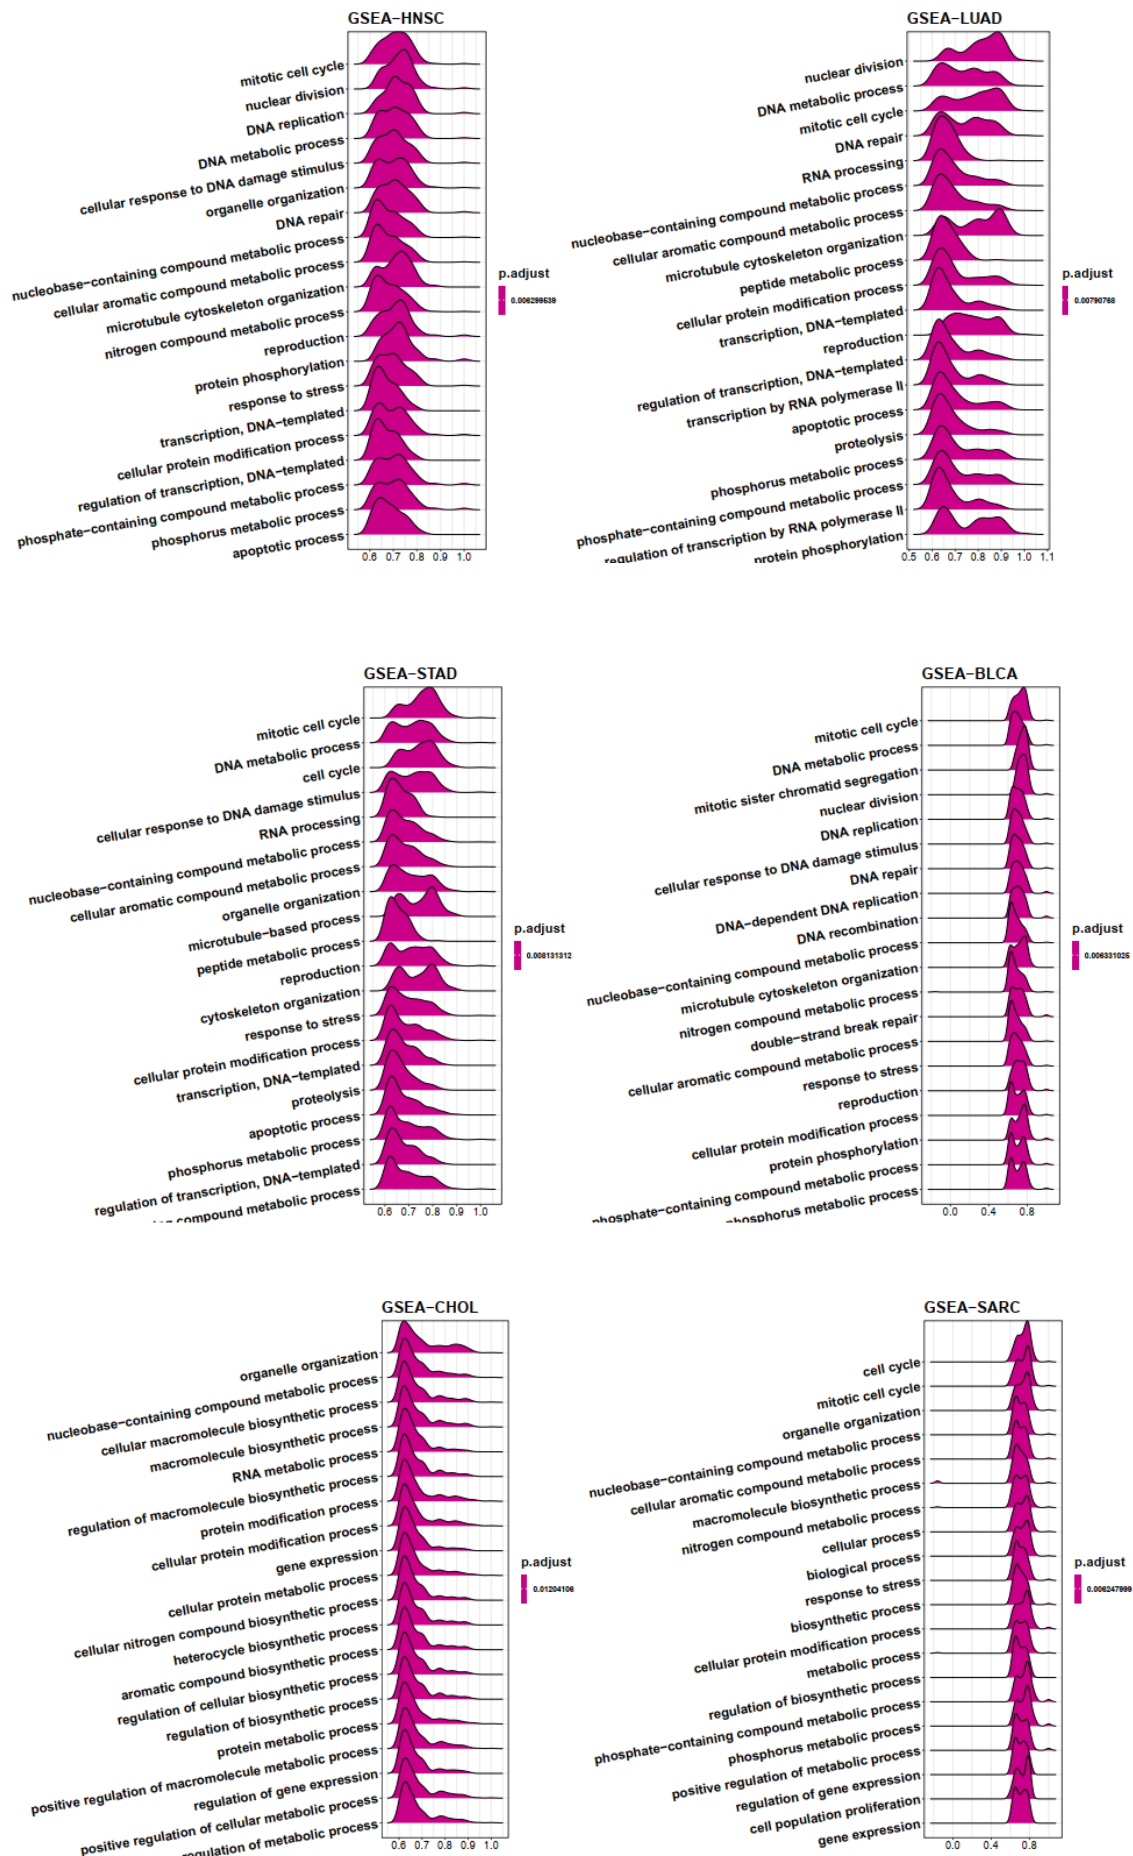 GSEA−HNSC
mitotic cell cycle
nuclear division
DNA replication
DNA metabolic process
cellular response to DNA damage stimulus
organelle organization
DNA repair
nucleobase−containing compound metabolic process
cellular aromatic compound metabolic process
microtubule cytoskeleton organization
nitrogen compound metabolic process
reproduction
protein phosphorylation
response to stress
transcription, DNA−templated
cellular protein modification process
regulation of transcription, DNA−templated
phosphate−containing compound metabolic process
phosphorus metabolic process
apoptotic process
0.6 0.7 0.8 0.9 1.0
p.adjust
0.006299539
GSEA−LUAD
nuclear division
DNA metabolic process
mitotic cell cycle
DNA repair
RNA processing
nucleobase−containing compound metabolic process
cellular aromatic compound metabolic process
microtubule cytoskeleton organization
peptide metabolic process
cellular protein modification process
transcription, DNA−templated
reproduction
regulation of transcription, DNA−templated
transcription by RNA polymerase II
apoptotic process
proteolysis
phosphorus metabolic process
phosphate−containing compound metabolic process
regulation of transcription by RNA polymerase II
protein phosphorylation
0.5 0.6 0.7 0.8 0.9 1.0 1.1
p.adjust
0.00790768
GSEA−STAD
mitotic cell cycle
DNA metabolic process
cell cycle
cellular response to DNA damage stimulus
RNA processing
nucleobase−containing compound metabolic process
cellular aromatic compound metabolic process
organelle organization
microtubule−based process
peptide metabolic process
reproduction
cytoskeleton organization
response to stress
cellular protein modification process
transcription, DNA−templated
proteolysis
apoptotic process
phosphorus metabolic process
regulation of transcription, DNA−templated
compound metabolic process
0.6 0.7 0.8 0.9 1.0
p.adjust
0.008131312
GSEA−BLCA
mitotic cell cycle
DNA metabolic process
mitotic sister chromatid segregation
nuclear division
DNA replication
cellular response to DNA damage stimulus
DNA repair
DNA−dependent DNA replication
DNA recombination
nucleobase−containing compound metabolic process
microtubule cytoskeleton organization
nitrogen compound metabolic process
double−strand break repair
cellular aromatic compound metabolic process
response to stress
reproduction
cellular protein modification process
protein phosphorylation
phosphate−containing compound metabolic process
phosphorus metabolic process
0.0 0.4 0.8
p.adjust
0.006331025
GSEA−CHOL
organelle organization
nucleobase−containing compound metabolic process
cellular macromolecule biosynthetic process
macromolecule biosynthetic process
RNA metabolic process
regulation of macromolecule biosynthetic process
protein modification process
cellular protein modification process
gene expression
cellular protein metabolic process
cellular nitrogen compound biosynthetic process
heterocycle biosynthetic process
aromatic compound biosynthetic process
regulation of cellular biosynthetic process
regulation of biosynthetic process
protein metabolic process
positive regulation of macromolecule metabolic process
regulation of gene expression
positive regulation of cellular metabolic process
regulation of metabolic process
0.6 0.7 0.8 0.9 1.0
p.adjust
0.01204106
GSEA−SARC
cell cycle
mitotic cell cycle
organelle organization
nucleobase−containing compound metabolic process
cellular aromatic compound metabolic process
macromolecule biosynthetic process
nitrogen compound metabolic process
cellular process
biological process
response to stress
biosynthetic process
cellular protein modification process
metabolic process
regulation of biosynthetic process
phosphate−containing compound metabolic process
phosphorus metabolic process
positive regulation of metabolic process
regulation of gene expression
cell population proliferation
gene expression
0.0 0.4 0.8
p.adjust
0.006247999